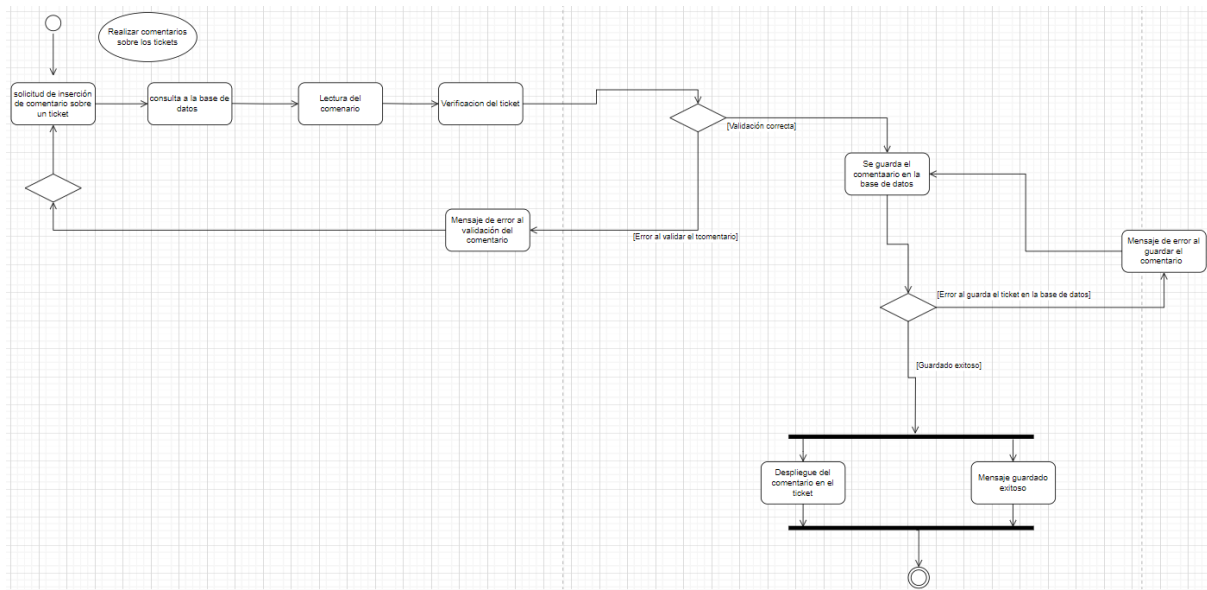 Realizar comentarios
sobre los tickets
solicitud de inserción
de comentario sobre
un ticket
consulta a la base de
datos
Lectura del
comenario
Verificacion del ticket
[Validación correcta]
Se guarda el
comentaario en la
base de datos
Mensaje de error al
validación del
comentario
[Error al validar el tcomentario]
Mensaje de error al
guardar el
comentario
[Error al guarda el ticket en la base de datos]
[Guardado exitoso]
Despliegue del
comentario en el
ticket
Mensaje guardado
exitoso